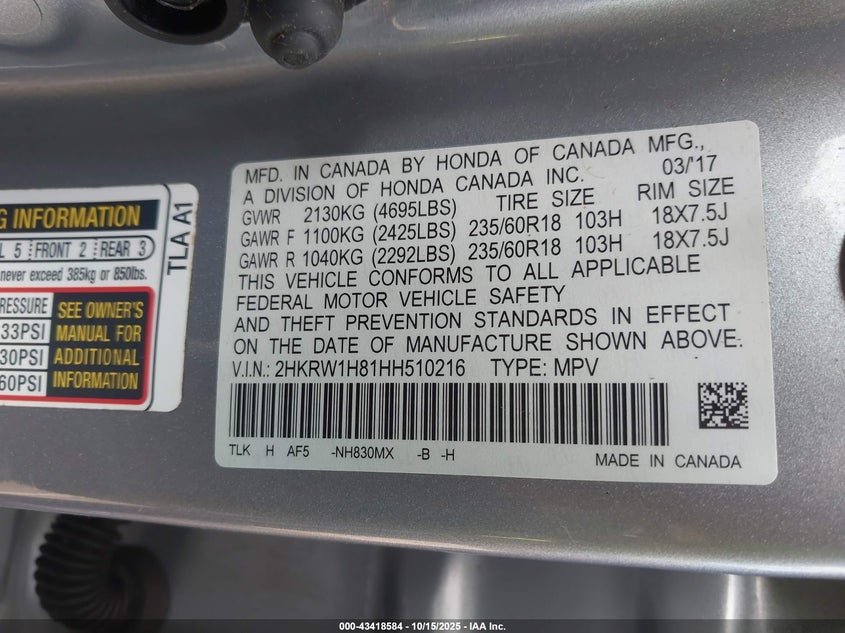 MFD. IN CANADA BY HONDA OF CANADA MFG.,
A DIVISION OF HONDA CANADA INC. 03/'17
GVWR 2130KG (4695LBS) TIRE SIZE RIM SIZE
GAWR F 1100KG (2425LBS) 235/60R18 103H 18X7.5J
GAWR R 1040KG (2292LBS) 235/60R18 103H 18X7.5J
THIS VEHICLE CONFORMS TO ALL APPLICABLE
FEDERAL MOTOR VEHICLE SAFETY
AND THEFT PREVENTION STANDARDS IN EFFECT
ON THE DATE OF MANUFACTURE SHOWN ABOVE.
V.I.N.: 2HKRW1H81HH510216 TYPE: MPV
TLK H AF5 -NH830MX -B -H
MADE IN CANADA
G INFORMATION
L 5 FRONT 2 REAR 3
never exceed 385kg or 850lbs.
RESSURE
33PSI
30PSI
60PSI
SEE OWNER'S
MANUAL FOR
ADDITIONAL
INFORMATION
TLA A1
000-43418584 | 10/15/2025 - IAA Inc.